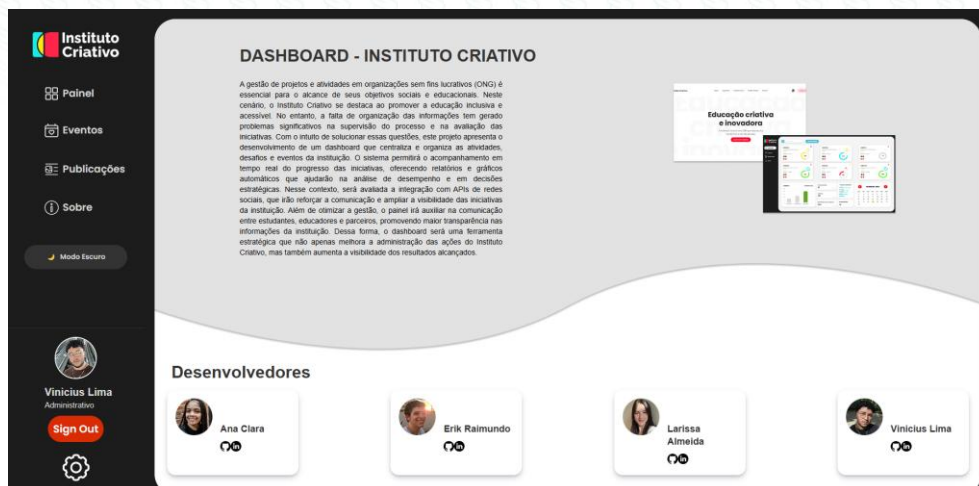 Instituto
Criativo
Painel
Eventos
Publicações
Sobre
Modo Escuro
Vinicius Lima
Administrativo
Sign Out
DASHBOARD - INSTITUTO CRIATIVO
A gestão de projetos e atividades em organizações sem fins lucrativos (ONG) é
essencial para o alcance de seus objetivos sociais e educacionais. Neste
cenário, o Instituto Criativo se destaca ao promover a educação inclusiva e
acessível. No entanto, a falta de organização das informações tem gerado
problemas significativos na supervisão do processo e na avaliação das
iniciativas. Com o intuito de solucionar essas questões, este projeto apresenta o
desenvolvimento de um dashboard que centraliza e organiza as atividades,
desafios e eventos da instituição. O sistema permitirá o acompanhamento em
tempo real do progresso das iniciativas, oferecendo relatórios e gráficos
automáticos que ajudarão na análise de desempenho e em decisões
estratégicas. Nesse contexto, será avaliada a integração com APIs de redes
sociais, que irão reforçar a comunicação e ampliar a visibilidade das iniciativas
da instituição. Além de otimizar a gestão, o painel irá auxiliar na comunicação
entre estudantes, educadores e parceiros, promovendo maior transparência nas
informações da instituição. Dessa forma, o dashboard será uma ferramenta
estratégica que não apenas melhora a administração das ações do Instituto
Criativo, mas também aumenta a visibilidade dos resultados alcançados.
Educação criativa
e inovadora
Desenvolvedores
Ana Clara
Erik Raimundo
Larissa
Almeida
Vinicius Lima